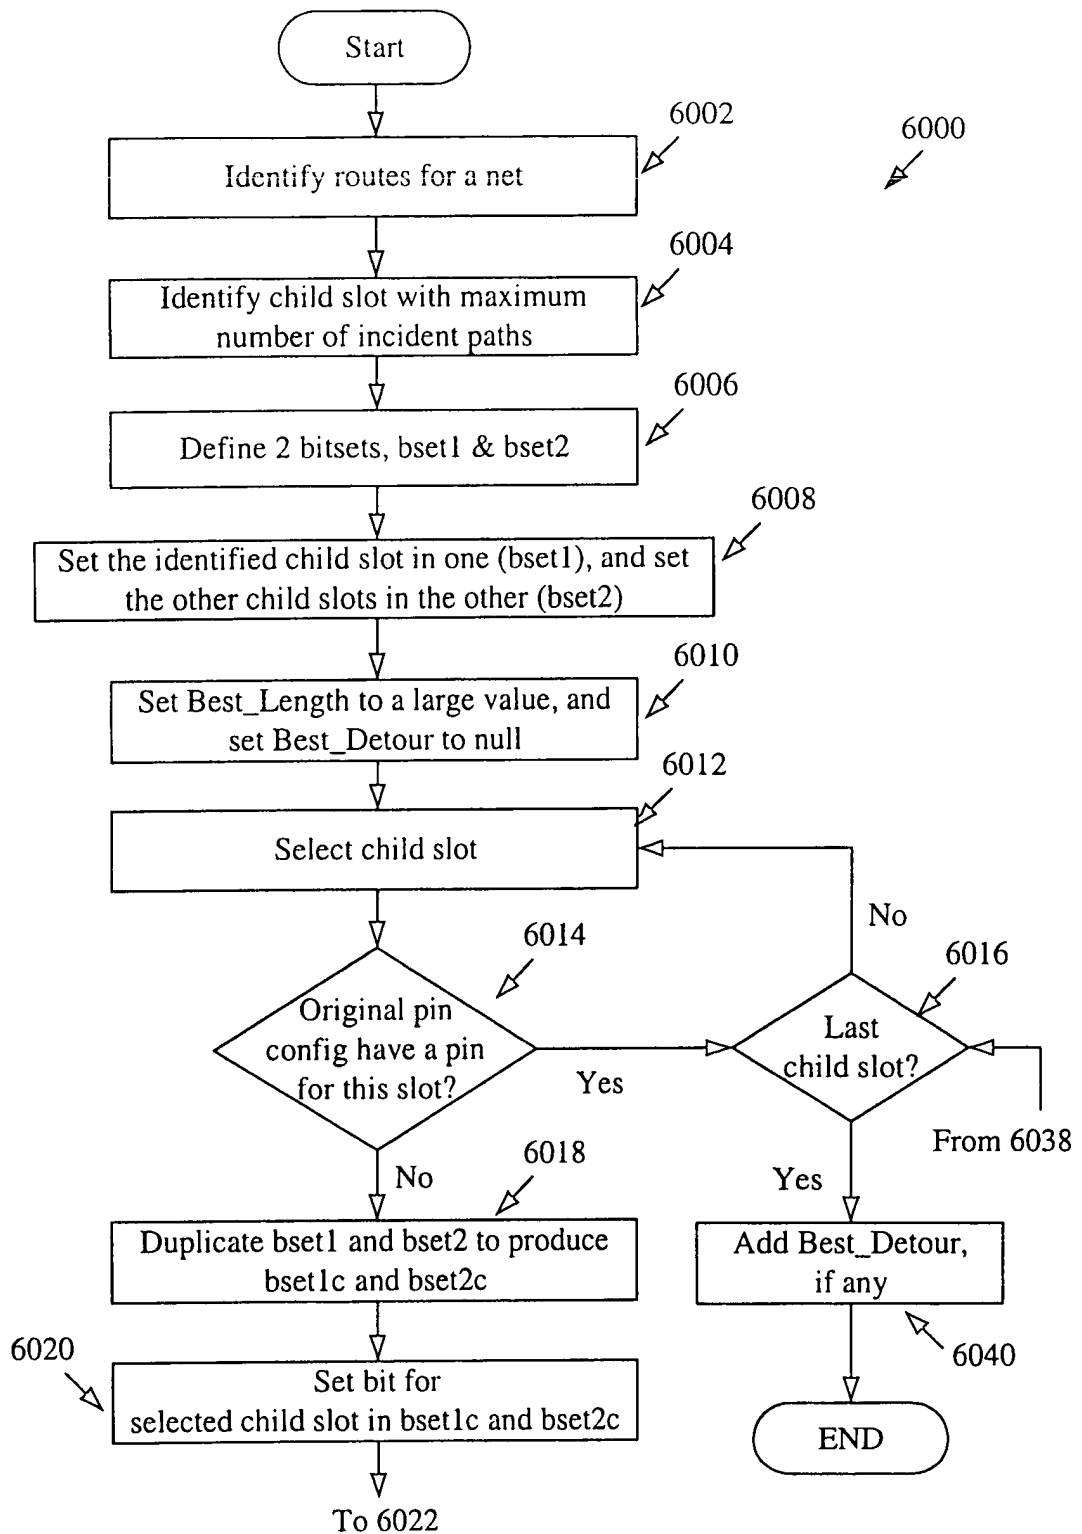 Start
6002
6000
Identify routes for a net
6004
Identify child slot with maximum
number of incident paths
6006
Define 2 bitsets, bset1 & bset2
6008
Set the identified child slot in one (bset1), and set
the other child slots in the other (bset2)
6010
Set Best_Length to a large value, and
set Best_Detour to null
6012
Select child slot
No
6014
6016
Original pin
config have a pin
for this slot?
Yes
Last
child slot?
From 6038
No
6018
Yes
Duplicate bset1 and bset2 to produce
bset1c and bset2c
Add Best_Detour,
if any
6020
6040
Set bit for
selected child slot in bset1c and bset2c
END
To 6022